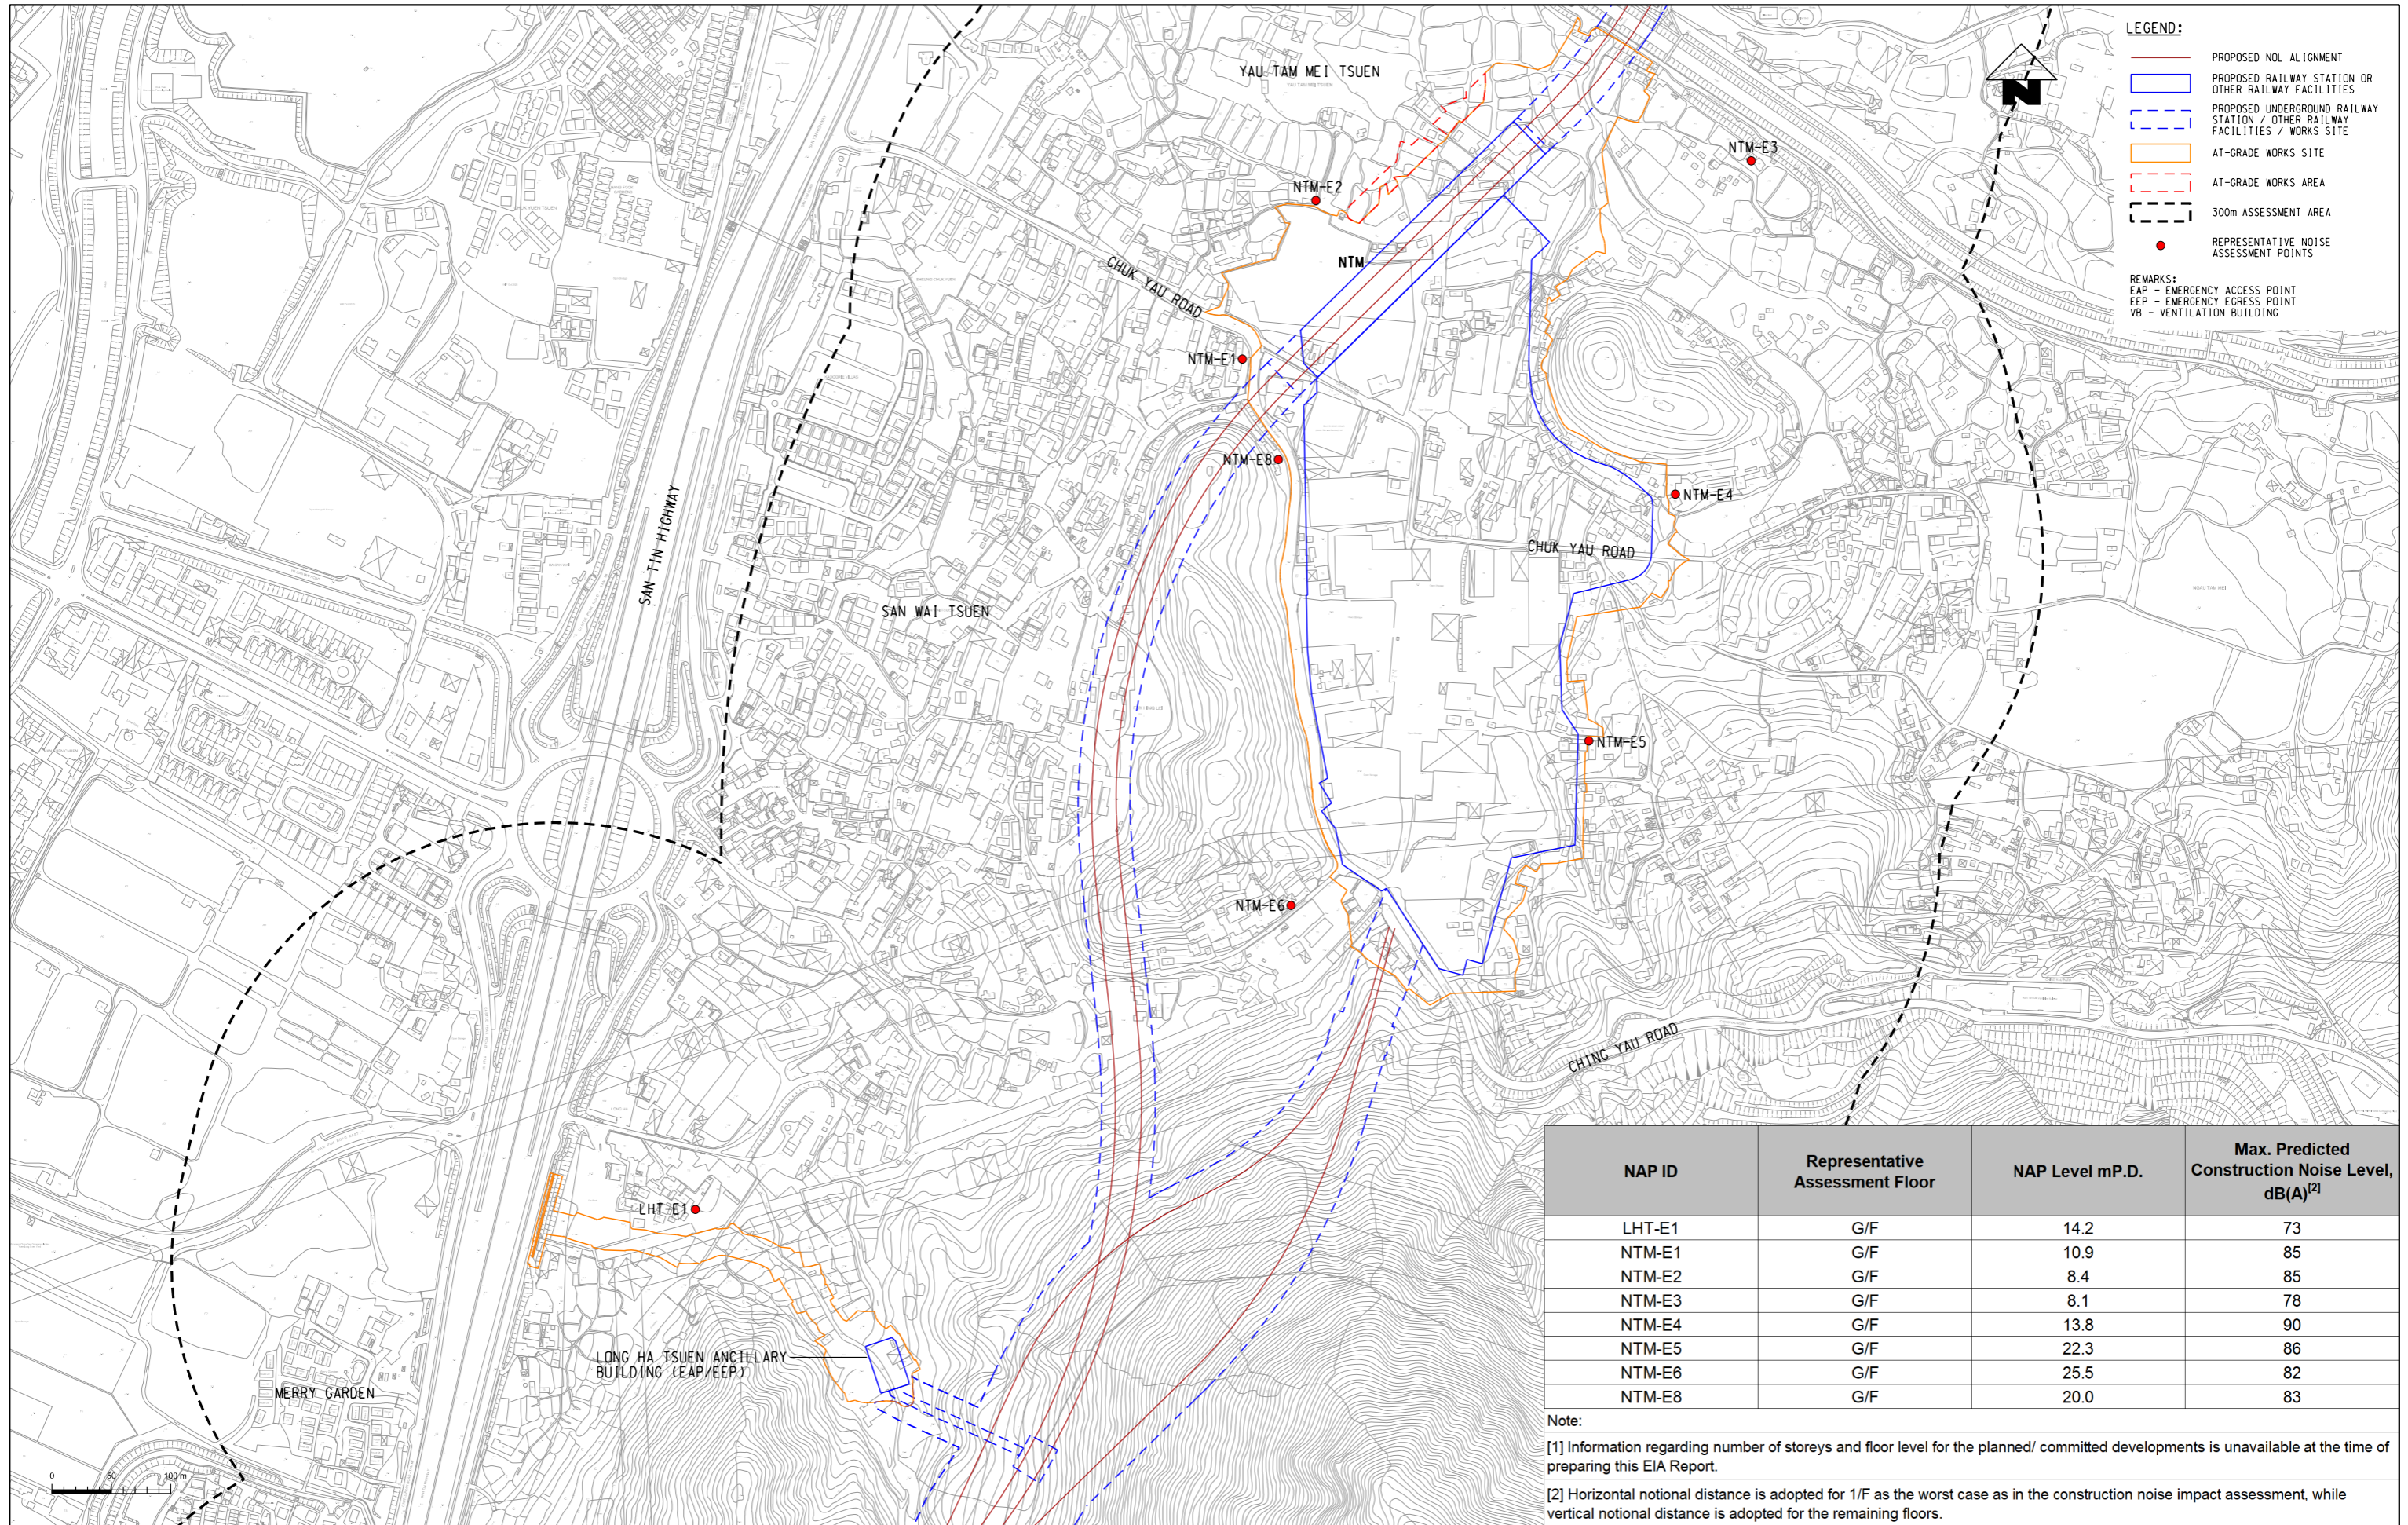 YAU TAM MEI TSUEN
YAU TAM MEI TSUEN
NTM-E2
NTM-E3
NTM
CHUK YAU ROAD
NTM-E1
NTM-E8
NTM-E4
CHUK YAU ROAD
SAN TIN HIGHWAY
SAN WAI TSUEN
NTM-E5
NTM-E6
CHING YAU ROAD
LHT-E1
LONG HA TSUEN ANCILLARY
BUILDING (EAP/EEP)
MERRY GARDEN
0 50 100 m
LEGEND:
PROPOSED NOL ALIGNMENT
PROPOSED RAILWAY STATION OR
OTHER RAILWAY FACILITIES
PROPOSED UNDERGROUND RAILWAY
STATION / OTHER RAILWAY
FACILITIES / WORKS SITE
AT-GRADE WORKS SITE
AT-GRADE WORKS AREA
300m ASSESSMENT AREA
REPRESENTATIVE NOISE
ASSESSMENT POINTS
REMARKS:
EAP - EMERGENCY ACCESS POINT
EEP - EMERGENCY EGRESS POINT
VB - VENTILATION BUILDING
N
NAP ID Representative Assessment Floor NAP Level mP.D. Max. Predicted Construction Noise Level, dB(A)[2]
LHT-E1 G/F 14.2 73
NTM-E1 G/F 10.9 85
NTM-E2 G/F 8.4 85
NTM-E3 G/F 8.1 78
NTM-E4 G/F 13.8 90
NTM-E5 G/F 22.3 86
NTM-E6 G/F 25.5 82
NTM-E8 G/F 20.0 83
Note:
[1] Information regarding number of storeys and floor level for the planned/ committed developments is unavailable at the time of
preparing this EIA Report.
[2] Horizontal notional distance is adopted for 1/F as the worst case as in the construction noise impact assessment, while
vertical notional distance is adopted for the remaining floors.